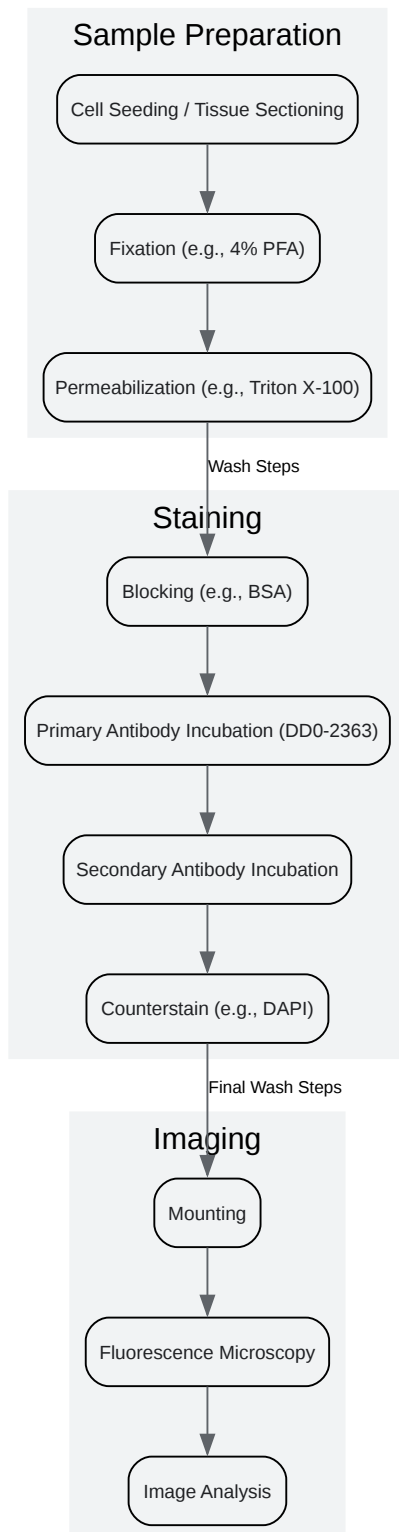 Sample Preparation
Cell Seeding / Tissue Sectioning
Fixation (e.g., 4% PFA)
Permeabilization (e.g., Triton X-100)
Wash Steps
Staining
Blocking (e.g., BSA)
Primary Antibody Incubation (DD0-2363)
Secondary Antibody Incubation
Counterstain (e.g., DAPI)
Final Wash Steps
Imaging
Mounting
Fluorescence Microscopy
Image Analysis